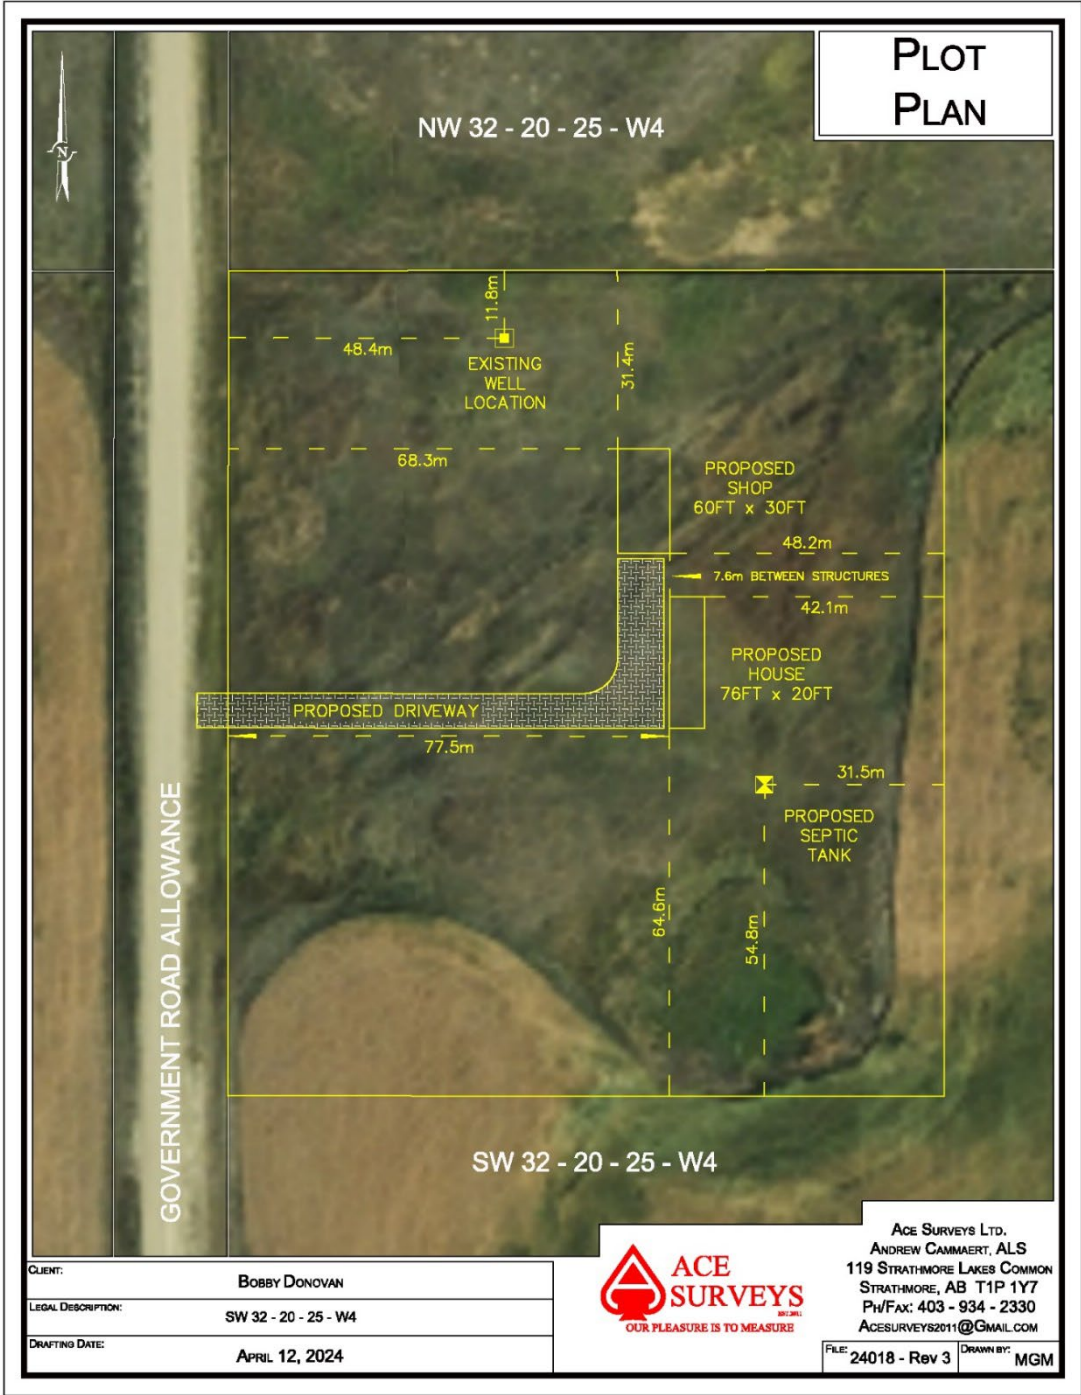 PLOT
PLAN
N
NW 32 - 20 - 25 - W4
11.8m
48.4m
EXISTING
WELL
LOCATION
31.4m
68.3m
PROPOSED
SHOP
60FT x 30FT
48.2m
7.6m BETWEEN STRUCTURES
42.1m
PROPOSED
HOUSE
76FT x 20FT
PROPOSED DRIVEWAY
77.5m
31.5m
PROPOSED
SEPTIC
TANK
64.6m
54.8m
GOVERNMENT ROAD ALLOWANCE
SW 32 - 20 - 25 - W4
CLIENT:
BOBBY DONOVAN
LEGAL DESCRIPTION:
SW 32 - 20 - 25 - W4
DRAFTING DATE:
APRIL 12, 2024
ACE
SURVEYS
EST.2011
OUR PLEASURE IS TO MEASURE
ACE SURVEYS LTD.
ANDREW CAMMAERT, ALS
119 STRATHMORE LAKES COMMON
STRATHMORE, AB T1P 1Y7
PH/FAX: 403 - 934 - 2330
ACESURVEYS2011@GMAIL.COM
FILE: 24018 - Rev 3
DRAWN BY: MGM